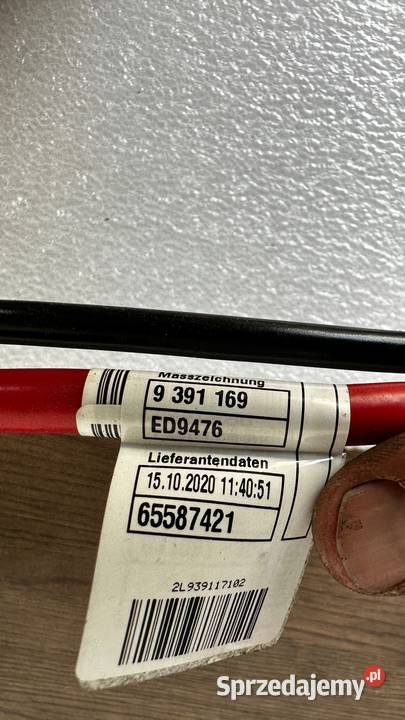 Masszeichnung
9 391 169
ED9476
Lieferantendaten
15.10.2020 11:40:51
65587421
2L939117102
Sprzedajemy.pl